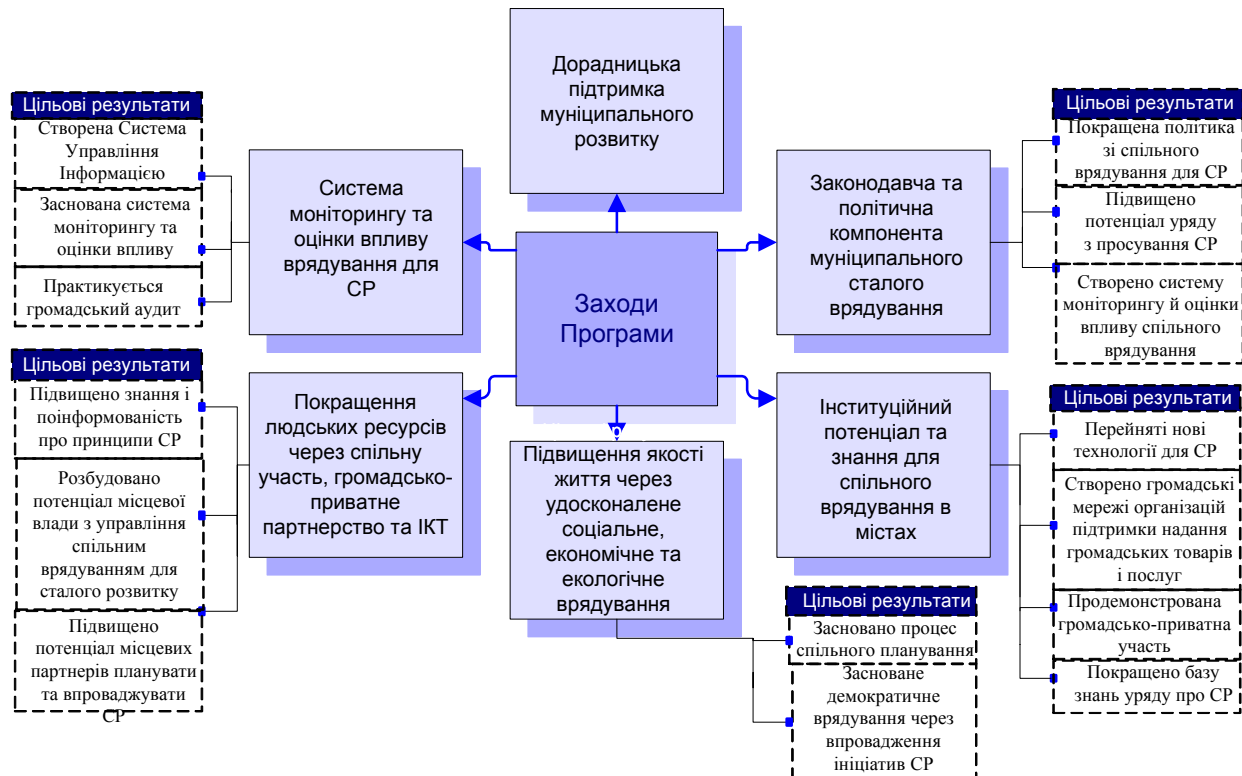 Дорадницька
підтримка
муніципального
розвитку
Цільові результати
Створена Система
Управління
Інформацією
Заснована система
моніторингу та
оцінки впливу
Практикується
громадський аудит
Система
моніторингу та
оцінки впливу
врядування для
СР
Заходи
Програми
Законодавча та
політична
компонента
муніципального
сталого
врядування
Цільові результати
Покращена політика
зі спільного
врядування для СР
Підвищено
потенціал уряду
з просування СР
Створено систему
моніторингу й оцінки
впливу спільного
врядування
Цільові результати
Підвищено знання і
поінформованість
про принципи СР
Розбудовано
потенціал місцевої
влади з управління
спільним
врядуванням для
сталого розвитку
Підвищено
потенціал місцевих
партнерів планувати
та впроваджувати
СР
Покращення
людських ресурсів
через спільну
участь, громадсько-
приватне
партнерство та ІКТ
Підвищення якості
життя через
удосконалене
соціальне,
економічне та
екологічне
врядування
Інституційний
потенціал та
знання для
спільного
врядування в
містах
Цільові результати
Перейняті нові
технології для СР
Створено громадські
мережі організацій
підтримки надання
громадських товарів
і послуг
Продемонстрована
громадсько-приватна
участь
Покращено базу
знань уряду про СР
Цільові результати
Засновано процес
спільного планування
Засноване
демократичне
врядування через
впровадження
ініціатив СР